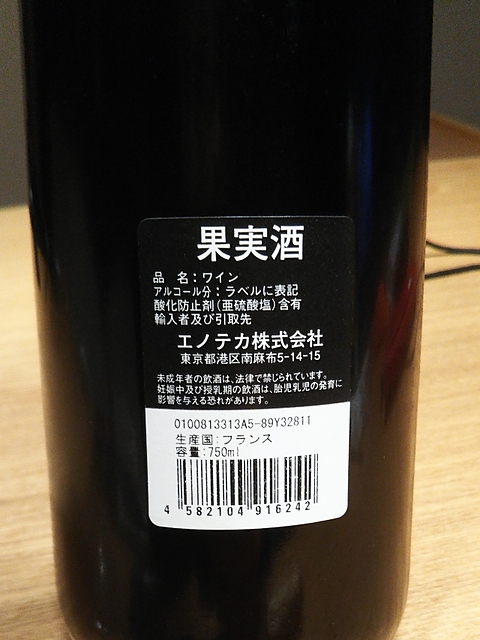 果実酒
品 名:ワイン
アルコール分:ラベルに表記
酸化防止剤(亜硫酸塩)含有
輸入者及び引取先
エノテカ株式会社
東京都港区南麻布5-14-15
未成年者の飲酒は、法律で禁じられています。
妊娠中及び授乳期の飲酒は、胎児乳児の発育に
影響を与える恐れがあります。
0100813313A5-89Y32811
生産国:フランス
容量:750ml
4 582104 916242